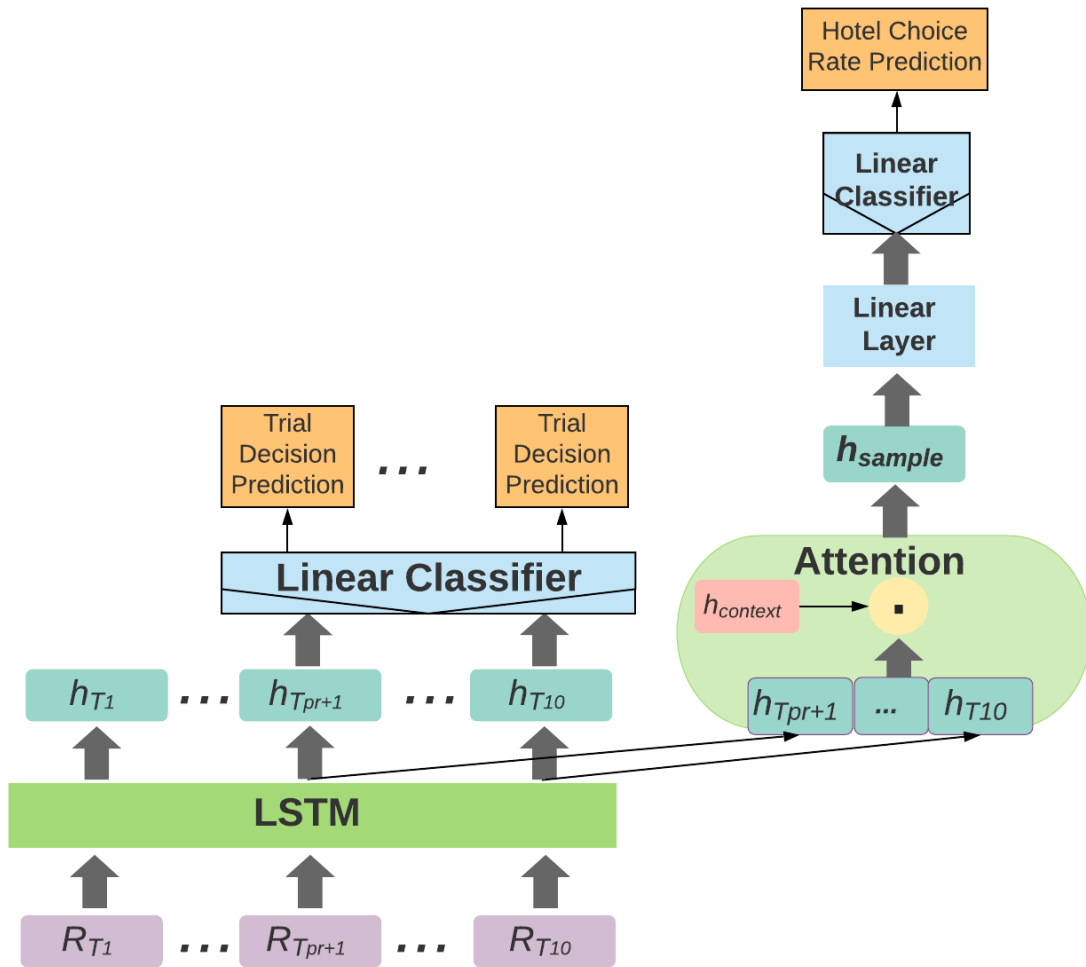 Hotel Choice
Rate Prediction
Linear
Classifier
Linear
Layer
h_sample
Attention
h_context
.
h_Tpr+1
...
h_T10
Trial
Decision
Prediction
...
Trial
Decision
Prediction
Linear Classifier
h_T1 ... h_Tpr+1 ... h_T10
LSTM
R_T1 ... R_Tpr+1 ... R_T10